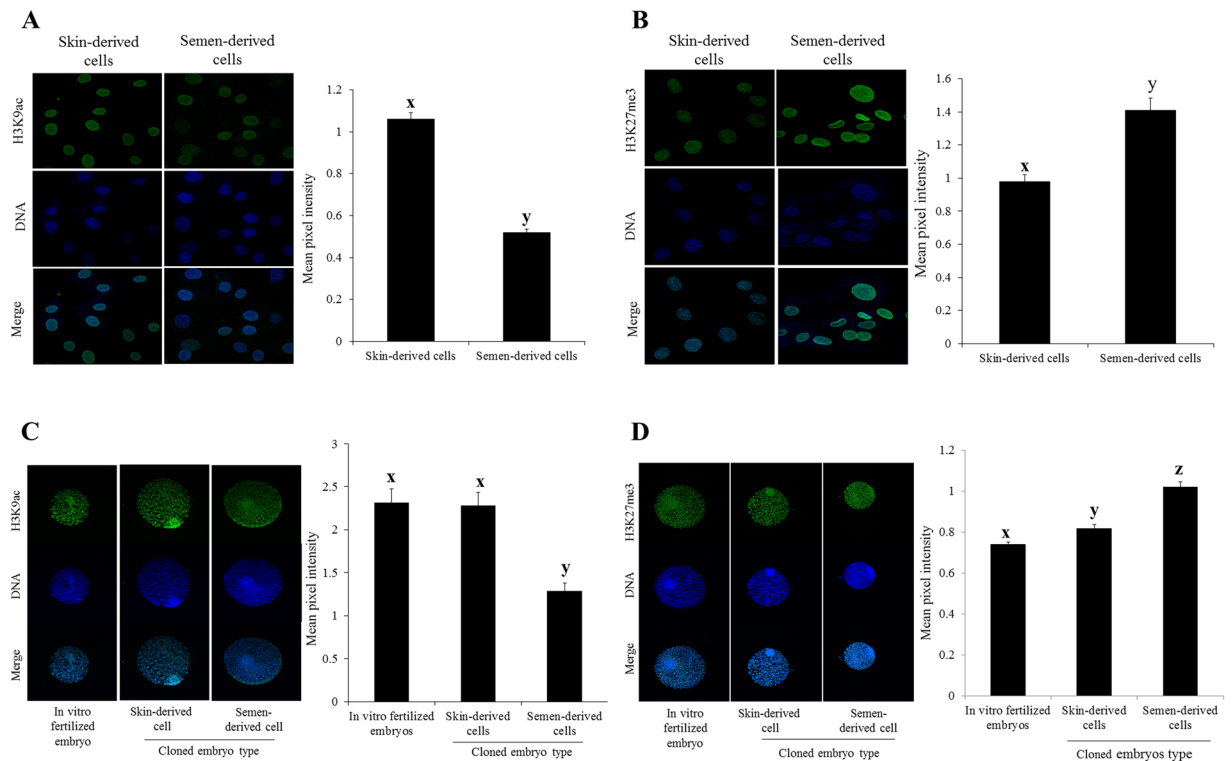 A
Skin-derived
cells
Semen-derived
cells
H3K9ac
DNA
Merge
Mean pixel inensity
1.2
1
0.8
0.6
0.4
0.2
0
x
y
Skin-derived cells
Semen-derived cells
B
Skin-derived
cells
Semen-derived
cells
H3K27me3
DNA
Merge
Mean pixel intensity
1.6
1.4
1.2
1
0.8
0.6
0.4
0.2
0
x
y
Skin-derived cells
Semen-derived cells
C
H3K9ac
DNA
Merge
In vitro
fertilized
embryo
Skin-derived
cell
Semen-
derived cell
Cloned embryo type
Mean pixel intensity
3
2.5
2
1.5
1
0.5
0
x
x
y
In vitro fertilized
embryos
Skin-derived
cells
Semen-derived
cells
Cloned embryo type
D
H3K27me3
DNA
Merge
In vitro
fertilized
embryo
Skin-derived
cell
Semen-
derived cell
Cloned embryo type
Mean pixel intensity
1.2
1
0.8
0.6
0.4
0.2
0
x
y
z
In vitro fertilized
embryos
Skin-derived
cells
Semen-derived
cells
Cloned embryos type